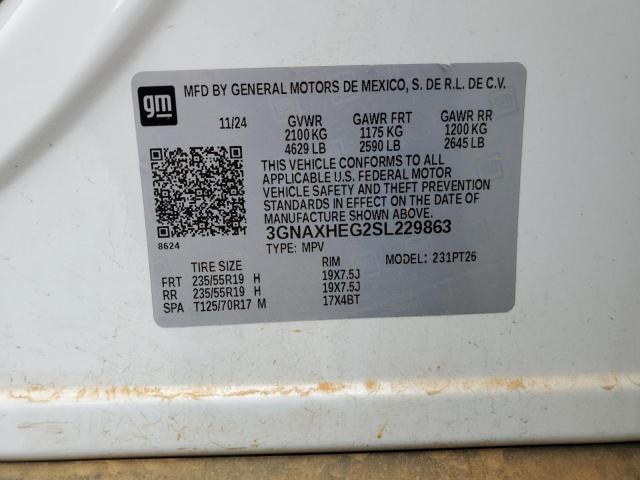 MFD BY GENERAL MOTORS DE MEXICO, S. DE R.L. DE C.V.
gm
11/24 GVWR GAWR FRT GAWR RR
2100 KG 1175 KG 1200 KG
4629 LB 2590 LB 2645 LB
THIS VEHICLE CONFORMS TO ALL
APPLICABLE U.S. FEDERAL MOTOR
VEHICLE SAFETY AND THEFT PREVENTION
STANDARDS IN EFFECT ON THE DATE OF
MANUFACTURE SHOWN ABOVE.
8624 3GNAXHEG2SL229863
TYPE: MPV MODEL: 231PT26
TIRE SIZE RIM
FRT 235/55R19 H 19X7.5J
RR 235/55R19 H 19X7.5J
SPA T125/70R17 M 17X4BT